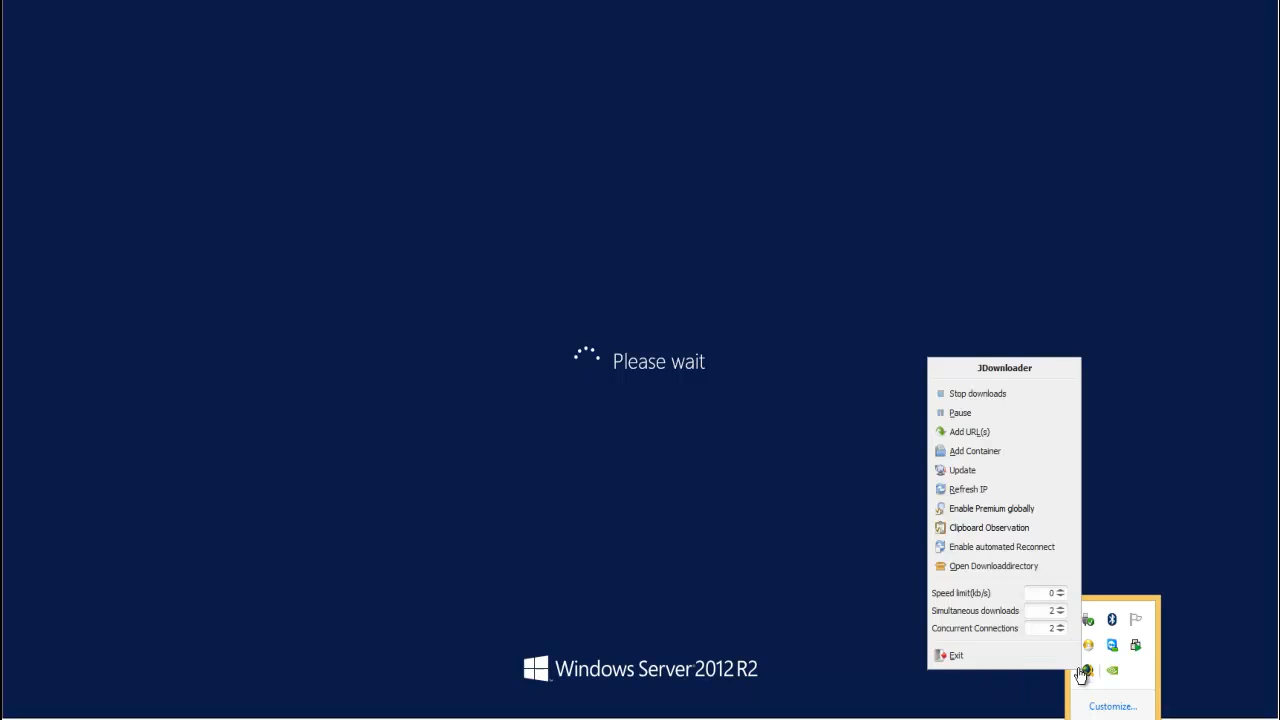 Please wait
JDownloader
Stop downloads
Pause
Add URL(s)
Add Container
Update
Refresh IP
Enable Premium globally
Clipboard Observation
Enable automated Reconnect
Open Downloaddirectory
Speed limit(kb/s) 0
Simultaneous downloads 2
Concurrent Connections 2
Exit
Windows Server 2012 R2
Customize...